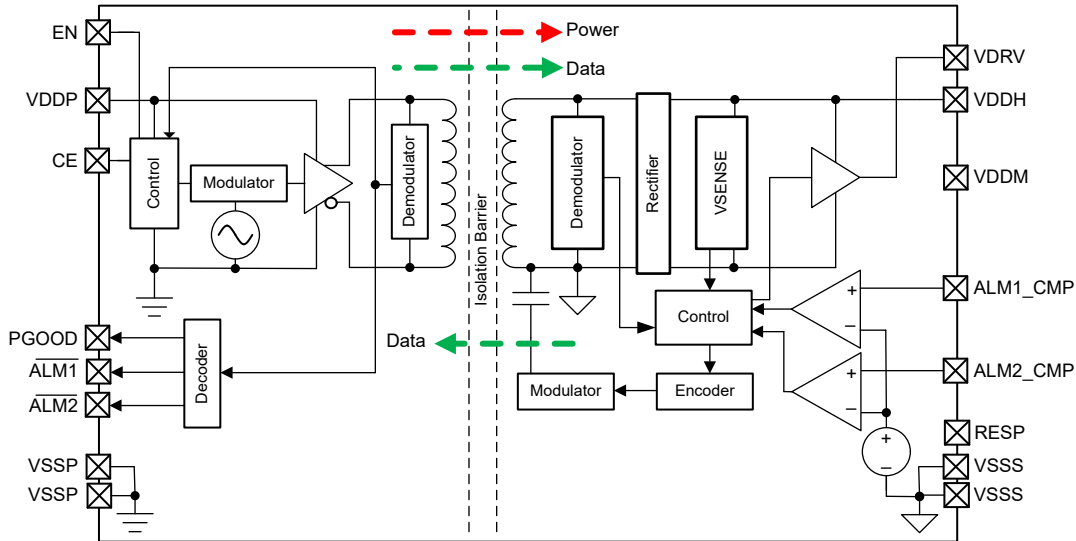 EN
VDDP
CE
Control
Modulator
Demodulator
Power
Data
Isolation Barrier
Demodulator
Rectifier
VSENSE
VDRV
VDDH
VDDM
PGOOD
ALM1
ALM2
Decoder
Data
Control
Modulator
Encoder
+
−
+
−
+
−
ALM1_CMP
ALM2_CMP
RESP
VSSP
VSSP
VSSS
VSSS